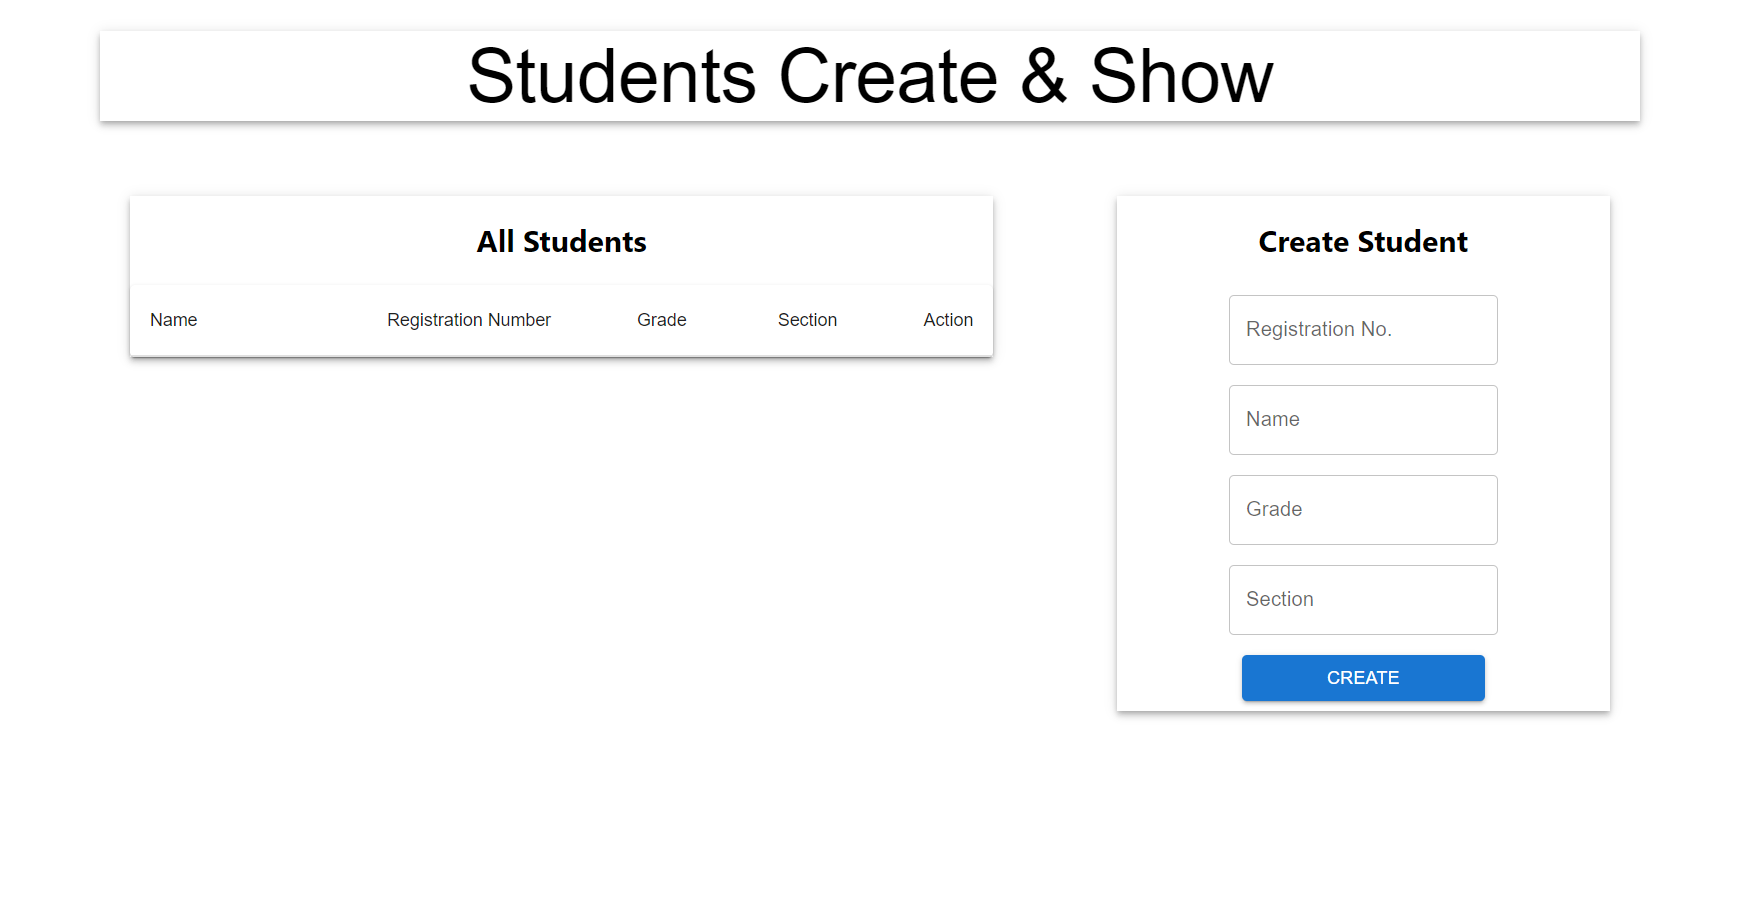 Students Create & Show
All Students
Name Registration Number Grade Section Action
Create Student
Registration No.
Name
Grade
Section
CREATE